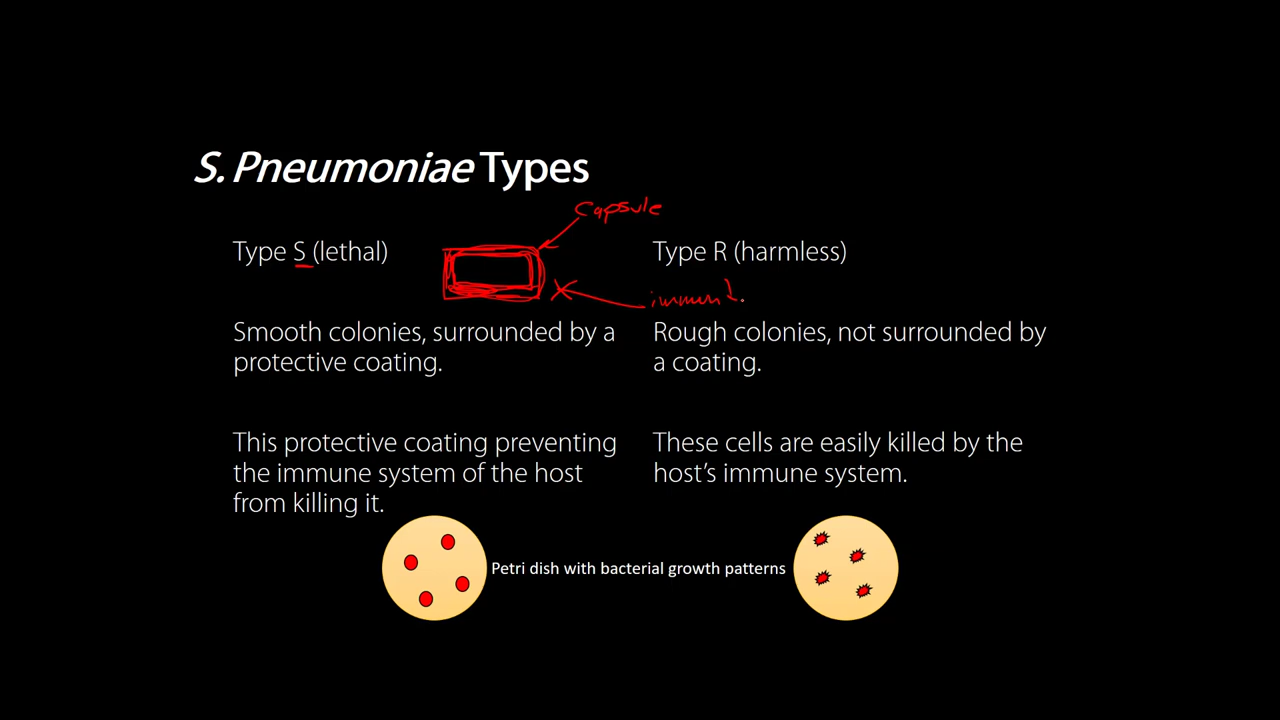 S. Pneumoniae Types
capsule
Type S (lethal)
Type R (harmless)
Smooth colonies, surrounded by a
protective coating.
Rough colonies, not surrounded by
a coating.
This protective coating preventing
the immune system of the host
from killing it.
These cells are easily killed by the
host's immune system.
Petri dish with bacterial growth patterns